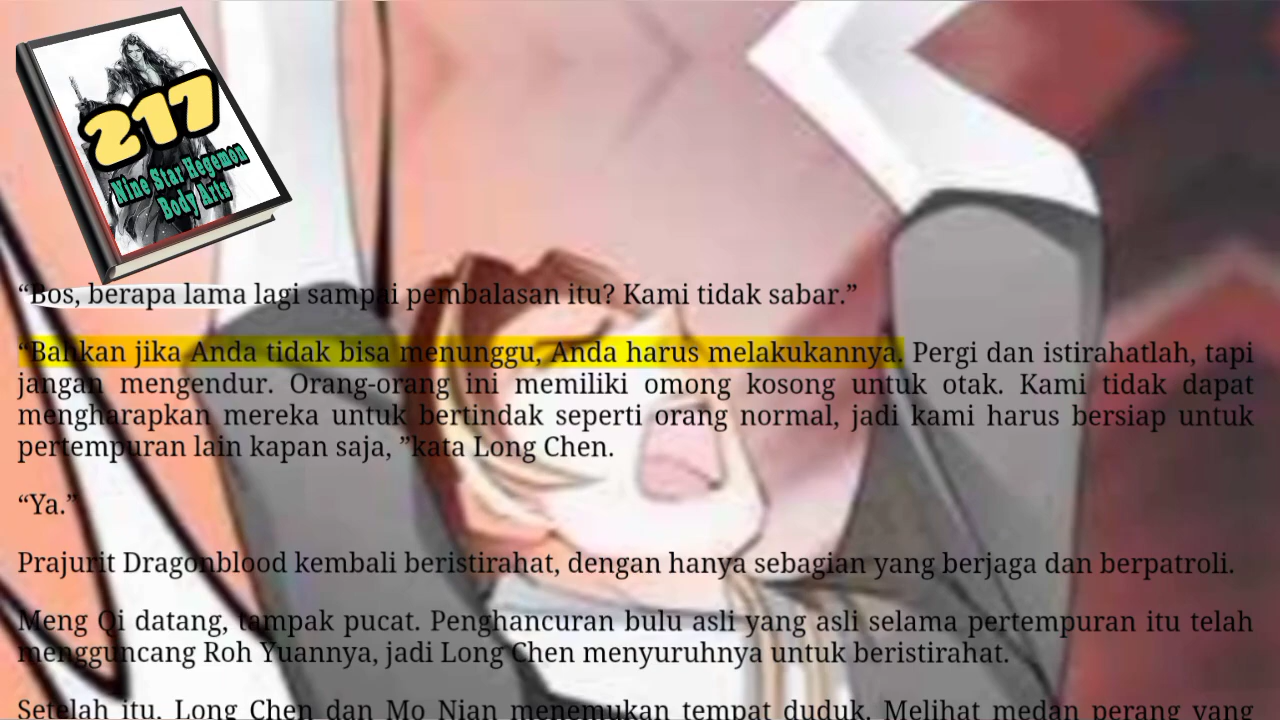 217
Nine Star Hegemon
Body Arts
“Bos, berapa lama lagi sampai pembalasan itu? Kami tidak sabar.”
“Bahkan jika Anda tidak bisa menunggu, Anda harus melakukannya. Pergi dan istirahatlah, tapi
jangan mengendur. Orang-orang ini memiliki omong kosong untuk otak. Kami tidak dapat
mengharapkan mereka untuk bertindak seperti orang normal, jadi kami harus bersiap untuk
pertempuran lain kapan saja, ”kata Long Chen.
“Ya.”
Prajurit Dragonblood kembali beristirahat, dengan hanya sebagian yang berjaga dan berpatroli.
Meng Qi datang, tampak pucat. Penghancuran bulu asli yang asli selama pertempuran itu telah
mengguncang Roh Yuannya, jadi Long Chen menyuruhnya untuk beristirahat.
Setelah itu, Long Chen dan Mo Nian menemukan tempat duduk. Melihat medan perang yang